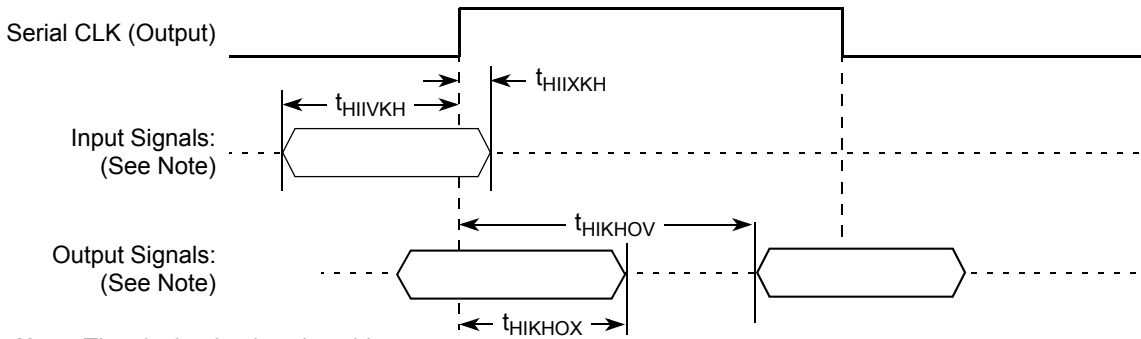 Serial CLK (Output)
tHIIXKH
tHIIVKH
Input Signals:
(See Note)
tHIKHOV
Output Signals:
(See Note)
tHIKHOX